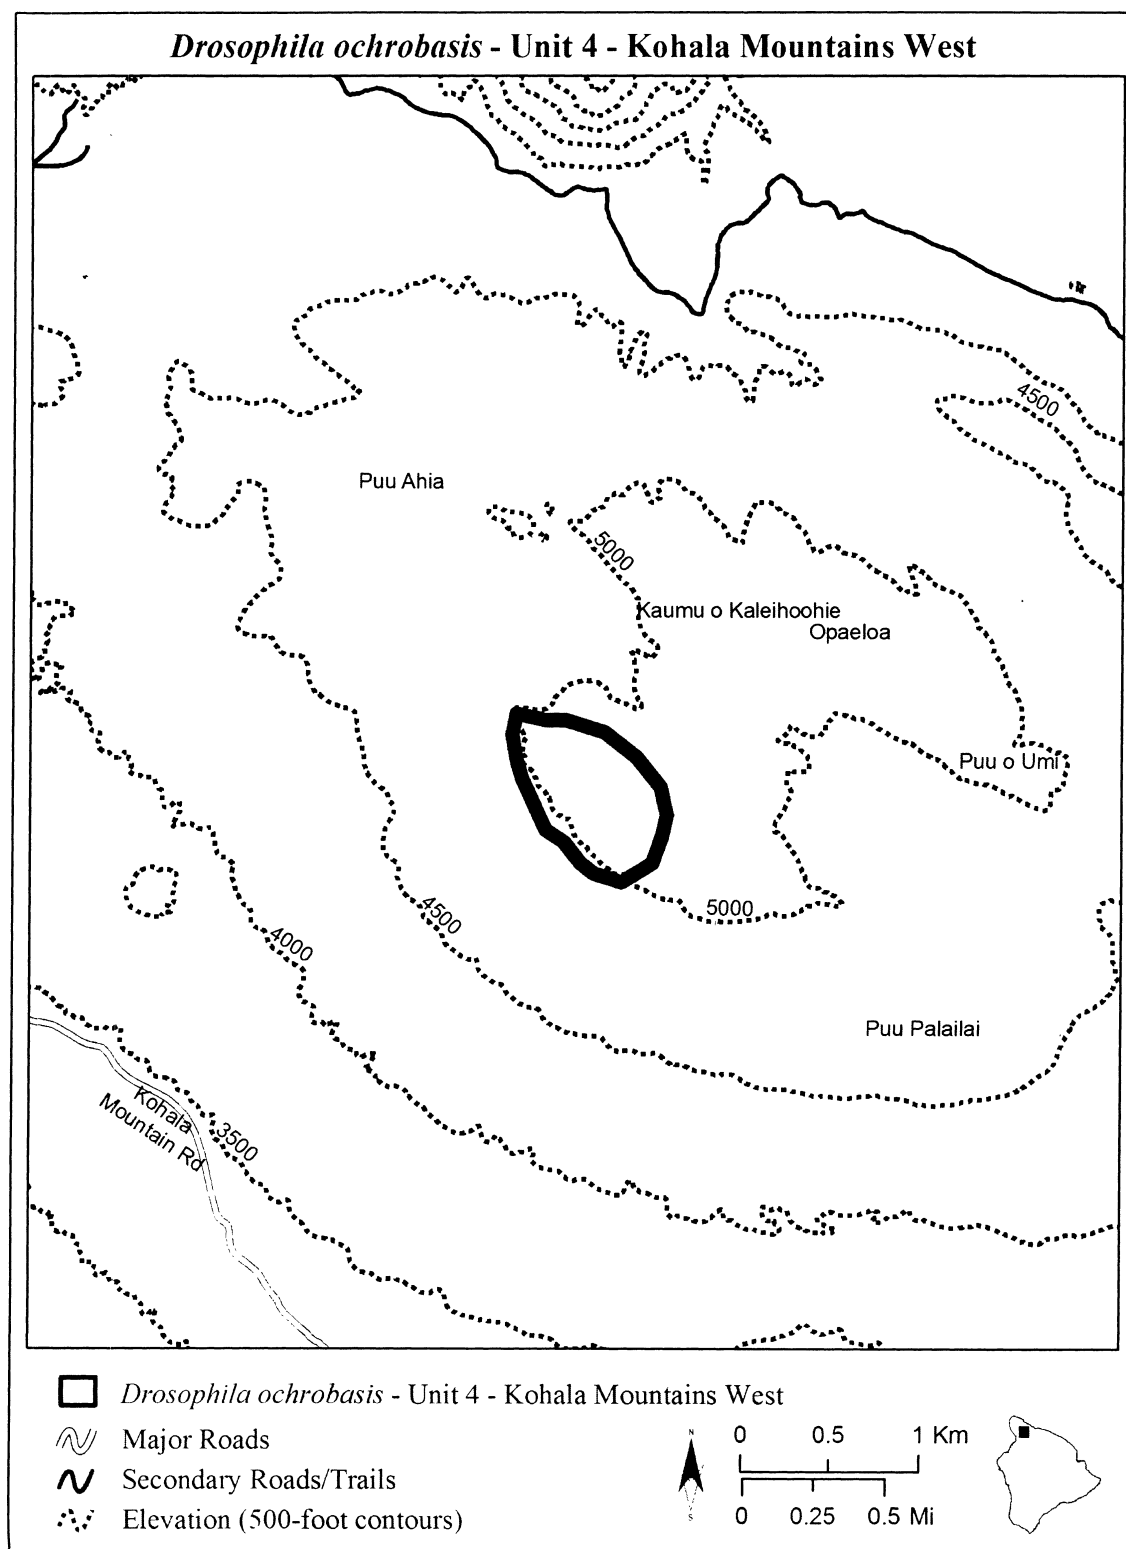 Drosophila ochrobasis - Unit 4 - Kohala Mountains West
4500
Puu Ahia
5000
Kaumu o Kaleihoohie
Opaeloa
Puu o Umi
4500
5000
4000
Puu Palailai
Kohala
Mountain Rd
3500
Drosophila ochrobasis - Unit 4 - Kohala Mountains West
Major Roads
Secondary Roads/Trails
Elevation (500-foot contours)
N
S
0 0.5 1 Km
0 0.25 0.5 Mi